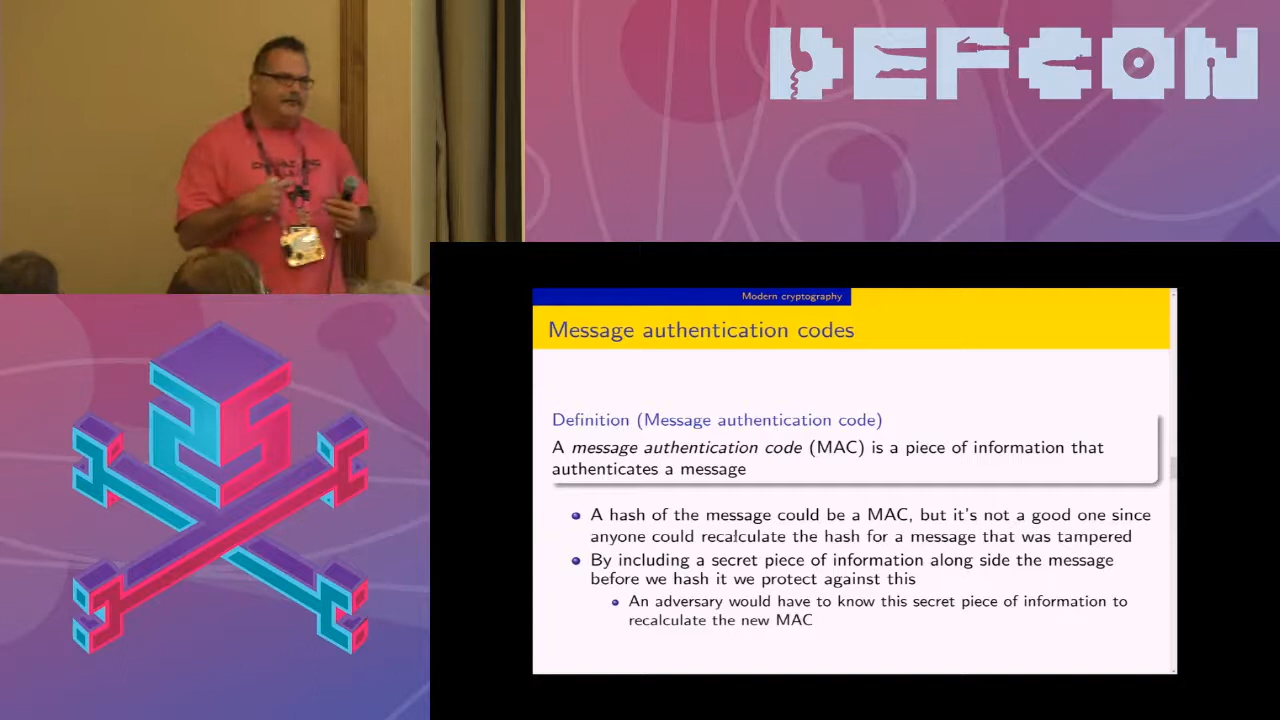 DEFCON
Modern cryptography
Message authentication codes
Definition (Message authentication code)
A message authentication code (MAC) is a piece of information that
authenticates a message
A hash of the message could be a MAC, but it's not a good one since
anyone could recalculate the hash for a message that was tampered
By including a secret piece of information along side the message
before we hash it we protect against this
An adversary would have to know this secret piece of information to
recalculate the new MAC
25